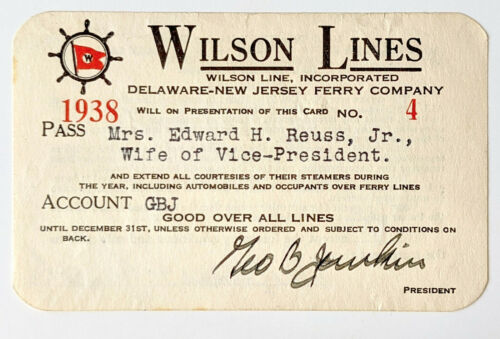 W
WILSON LINES
WILSON LINE, INCORPORATED
DELAWARE-NEW JERSEY FERRY COMPANY
1938 WILL ON PRESENTATION OF THIS CARD NO. 4
PASS Mrs. Edward H. Reuss, Jr.,
Wife of Vice-President.
AND EXTEND ALL COURTESIES OF THEIR STEAMERS DURING
THE YEAR, INCLUDING AUTOMOBILES AND OCCUPANTS OVER FERRY LINES
ACCOUNT GBJ
GOOD OVER ALL LINES
UNTIL DECEMBER 31ST, UNLESS OTHERWISE ORDERED AND SUBJECT TO CONDITIONS ON
BACK.
Geo B Junkin
PRESIDENT